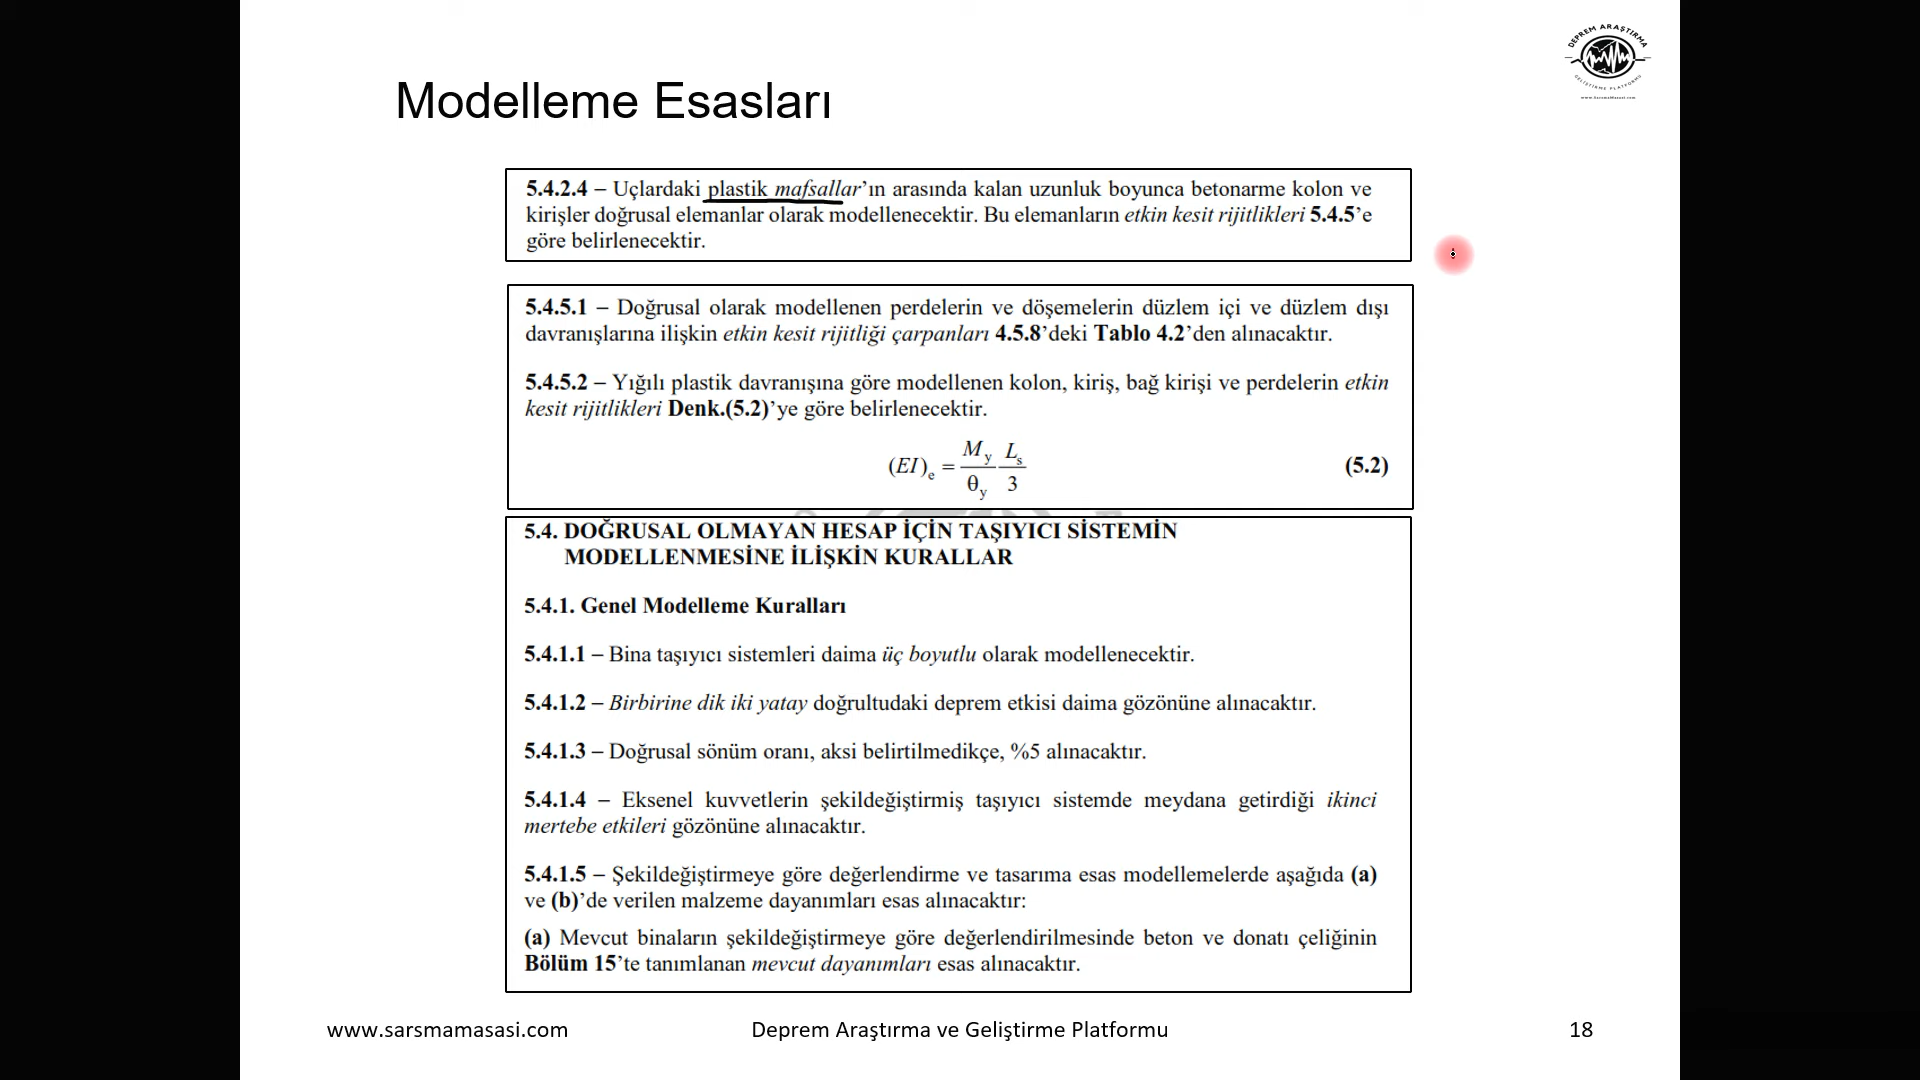 DEPREM ARAŞTIRMA
GELİŞTİRME PLATFORMU
www.SarsmaMasasi.com
Modelleme Esasları
5.4.2.4 – Uçlardaki plastik mafsallar’ın arasında kalan uzunluk boyunca betonarme kolon ve
kirişler doğrusal elemanlar olarak modellenecektir. Bu elemanların etkin kesit rijitlikleri 5.4.5’e
göre belirlenecektir.
5.4.5.1 – Doğrusal olarak modellenen perdelerin ve döşemelerin düzlem içi ve düzlem dışı
davranışlarına ilişkin etkin kesit rijitliği çarpanları 4.5.8’deki Tablo 4.2’den alınacaktır.
5.4.5.2 – Yığılı plastik davranışına göre modellenen kolon, kiriş, bağ kirişi ve perdelerin etkin
kesit rijitlikleri Denk.(5.2)’ye göre belirlenecektir.
(EI)e = My/θy Ls/3 (5.2)
5.4. DOĞRUSAL OLMAYAN HESAP İÇİN TAŞIYICI SİSTEMİN
MODELLENMESİNE İLİŞKİN KURALLAR
5.4.1. Genel Modelleme Kuralları
5.4.1.1 – Bina taşıyıcı sistemleri daima üç boyutlu olarak modellenecektir.
5.4.1.2 – Birbirine dik iki yatay doğrultudaki deprem etkisi daima gözönüne alınacaktır.
5.4.1.3 – Doğrusal sönüm oranı, aksi belirtilmedikçe, %5 alınacaktır.
5.4.1.4 – Eksenel kuvvetlerin şekildeğiştirmiş taşıyıcı sistemde meydana getirdiği ikinci
mertebe etkileri gözönüne alınacaktır.
5.4.1.5 – Şekildeğiştirmeye göre değerlendirme ve tasarıma esas modellemelerde aşağıda (a)
ve (b)’de verilen malzeme dayanımları esas alınacaktır:
(a) Mevcut binaların şekildeğiştirmeye göre değerlendirilmesinde beton ve donatı çeliğinin
Bölüm 15’te tanımlanan mevcut dayanımları esas alınacaktır.
www.sarsmamasasi.com
Deprem Araştırma ve Geliştirme Platformu
18